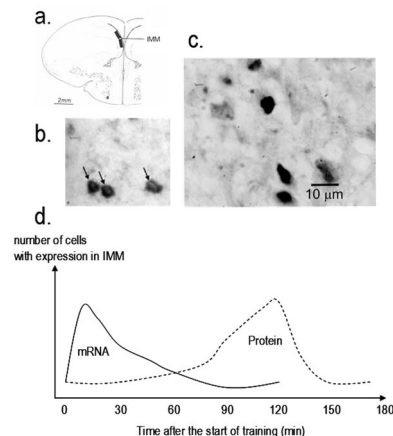 a.
IMM
2mm
b.
c.
10 μm
d.
number of cells
with expression in IMM
mRNA
Protein
0 30 60 90 120 150 180
Time after the start of training (min)